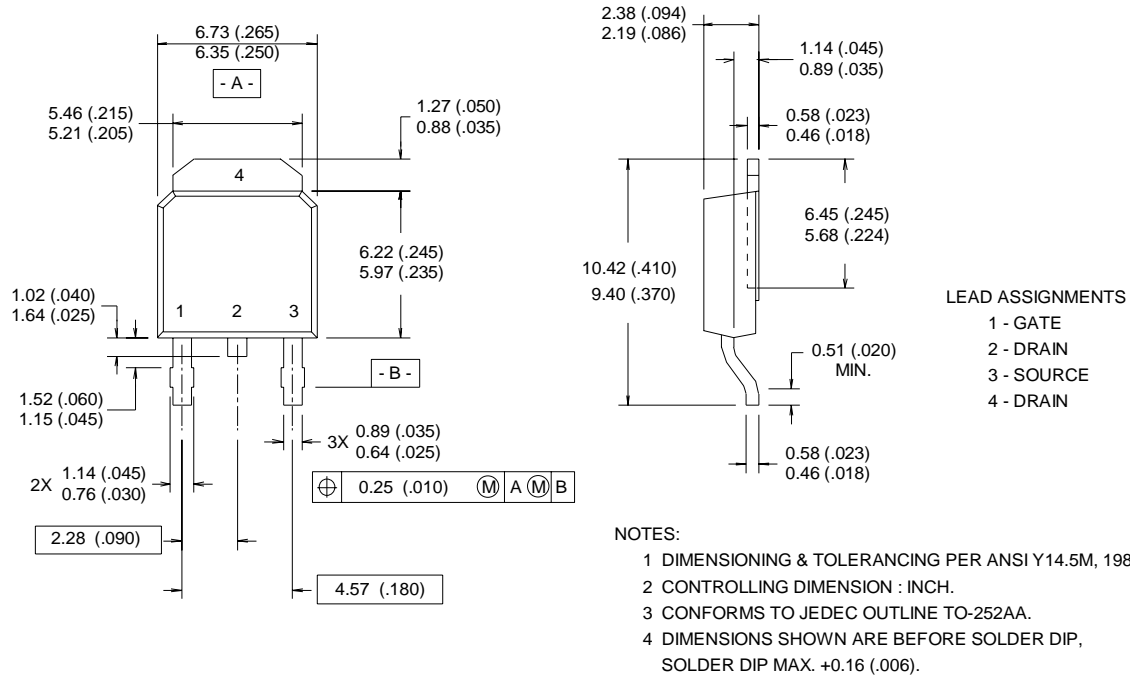 6.73 (.265)
6.35 (.250)
- A -
5.46 (.215)
5.21 (.205)
1.27 (.050)
0.88 (.035)
4
6.22 (.245)
5.97 (.235)
1.02 (.040)
1.64 (.025)
1 2 3
- B -
1.52 (.060)
1.15 (.045)
3X 0.89 (.035)
0.64 (.025)
2X 1.14 (.045)
0.76 (.030)
0.25 (.010) M A M B
2.28 (.090)
4.57 (.180)
2.38 (.094)
2.19 (.086)
1.14 (.045)
0.89 (.035)
0.58 (.023)
0.46 (.018)
6.45 (.245)
5.68 (.224)
10.42 (.410)
9.40 (.370)
0.51 (.020)
MIN.
0.58 (.023)
0.46 (.018)
LEAD ASSIGNMENTS
1 - GATE
2 - DRAIN
3 - SOURCE
4 - DRAIN
NOTES:
1 DIMENSIONING & TOLERANCING PER ANSI Y14.5M, 198
2 CONTROLLING DIMENSION : INCH.
3 CONFORMS TO JEDEC OUTLINE TO-252AA.
4 DIMENSIONS SHOWN ARE BEFORE SOLDER DIP,
SOLDER DIP MAX. +0.16 (.006).